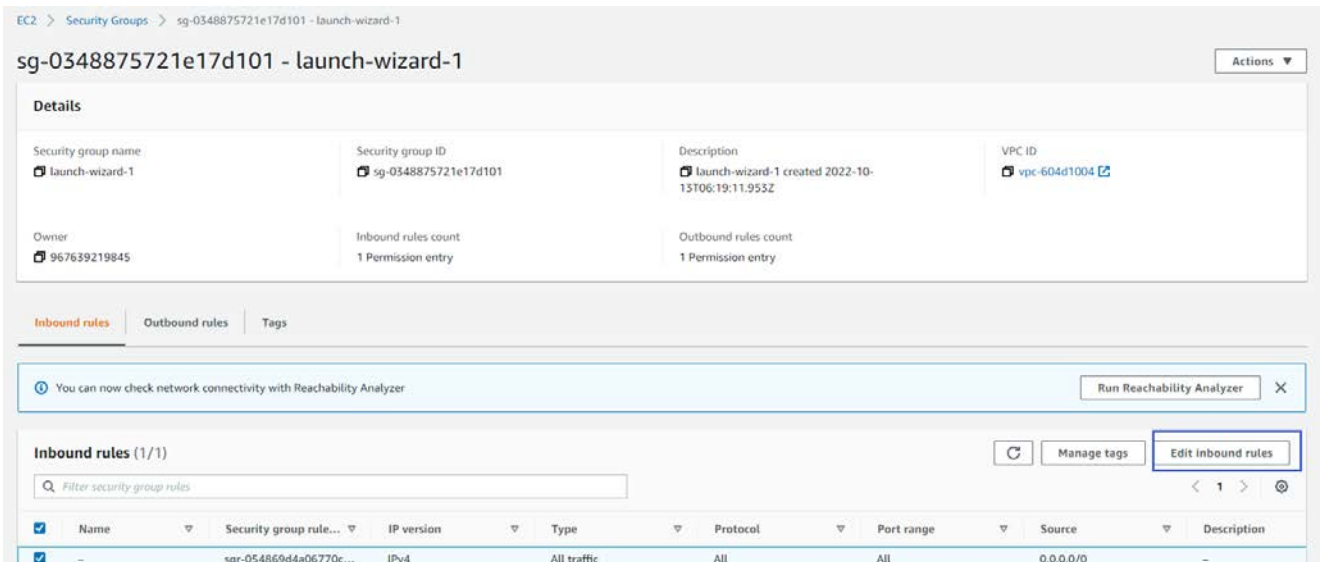 EC2 > Security Groups > sg-0348875721e17d101 - launch-wizard-1
sg-0348875721e17d101 - launch-wizard-1
Actions
Details
Security group name
launch-wizard-1
Security group ID
sg-0348875721e17d101
Description
launch-wizard-1 created 2022-10-
13T06:19:11.953Z
VPC ID
vpc-604d1004
Owner
967639219845
Inbound rules count
1 Permission entry
Outbound rules count
1 Permission entry
Inbound rules Outbound rules Tags
You can now check network connectivity with Reachability Analyzer Run Reachability Analyzer
Inbound rules (1/1) Manage tags Edit inbound rules
Filter security group rules < 1 >
Name Security group rule... IP version Type Protocol Port range Source Description
– sgr-054869d4a06770c... IPv4 All traffic All All 0.0.0.0/0 –